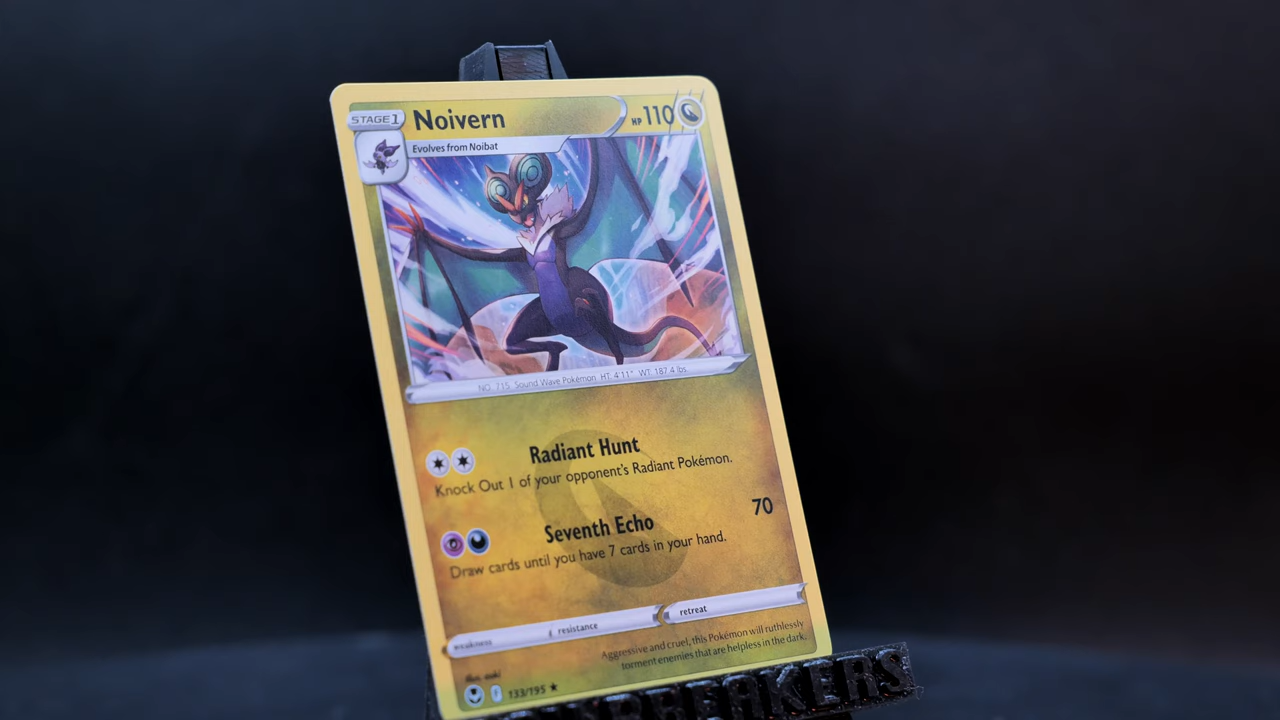 STAGE 1 Noivern HP 110
Evolves from Noibat
NO. 715 Sound Wave Pokémon HT: 4'11" WT: 187.4 lbs.
Radiant Hunt
Knock Out 1 of your opponent's Radiant Pokémon.
Seventh Echo 70
Draw cards until you have 7 cards in your hand.
weakness resistance retreat
Aggressive and cruel, this Pokémon will ruthlessly
torment enemies that are helpless in the dark.
Illus.
133/195 ★